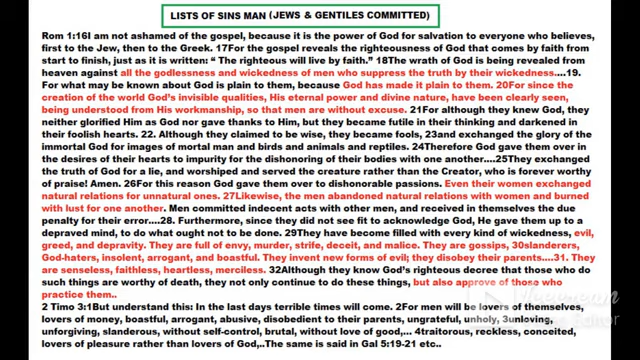 LISTS OF SINS MAN (JEWS & GENTILES COMMITTED)
Rom 1:16I am not ashamed of the gospel, because it is the power of God for salvation to everyone who believes,
first to the Jew, then to the Greek. 17For the gospel reveals the righteousness of God that comes by faith from
start to finish, just as it is written: “ The righteous will live by faith.” 18The wrath of God is being revealed from
heaven against all the godlessness and wickedness of men who suppress the truth by their wickedness....19.
For what may be known about God is plain to them, because God has made it plain to them. 20For since
the creation of the world God’s invisible qualities, His eternal power and divine nature, have been clearly seen,
being understood from His workmanship, so that men are without excuse. 21For although they knew God, they
neither glorified Him as God nor gave thanks to Him, but they became futile in their thinking and darkened in
their foolish hearts. 22. Although they claimed to be wise, they became fools, 23and exchanged the glory of the
immortal God for images of mortal man and birds and animals and reptiles. 24Therefore God gave them over in
the desires of their hearts to impurity for the dishonoring of their bodies with one another....25They exchanged
the truth of God for a lie, and worshiped and served the creature rather than the Creator, who is forever worthy
of praise! Amen. 26For this reason God gave them over to dishonorable passions. Even their women exchanged
natural relations for unnatural ones. 27Likewise, the men abandoned natural relations with women and burned
with lust for one another. Men committed indecent acts with other men, and received in themselves the due
penalty for their error....28. Furthermore, since they did not see fit to acknowledge God, He gave them up to a
depraved mind, to do what ought not to be done. 29They have become filled with every kind of wickedness, evil,
greed, and depravity. They are full of envy, murder, strife, deceit, and malice. They are gossips, 30slanderers,
God-haters, insolent, arrogant, and boastful. They invent new forms of evil; they disobey their parents....31.
They are senseless, faithless, heartless, merciless. 32Although they know God’s righteous decree that those who do
such things are worthy of death, they not only continue to do these things, but also approve of those who
practice them..
2 Timo 3:1But understand this: In the last days terrible times will come. 2For men will be lovers of themselves,
lovers of money, boastful, arrogant, abusive, disobedient to their parents, ungrateful, unholy, 3unloving,
unforgiving, slanderous, without self-control, brutal, without love of good,.. 4traitorous, reckless, conceited,
lovers of pleasure rather than lovers of God,..The same is said in Gal 5:19-21 etc..